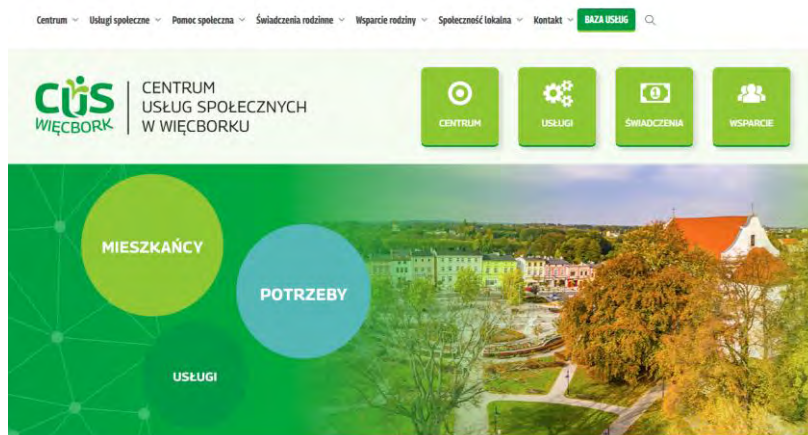 Centrum Usługi społeczne Pomoc społeczna Świadczenia rodzinne Wsparcie rodziny Społeczność lokalna Kontakt BAZA USŁUG
CUS
WIĘCBORK
CENTRUM
USŁUG SPOŁECZNYCH
W WIĘCBORKU
CENTRUM
USŁUGI
ŚWIADCZENIA
WSPARCIE
MIESZKAŃCY
POTRZEBY
USŁUGI